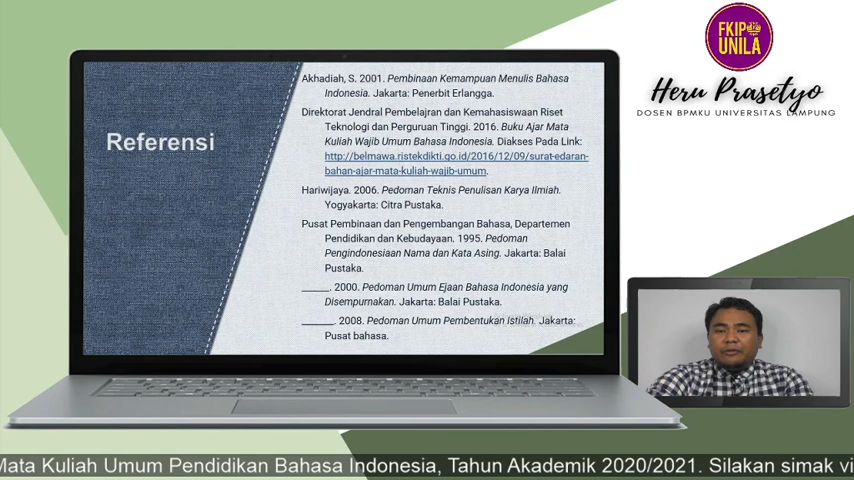 FKIP
UNILA
Heru Prasetyo
DOSEN BPMKU UNIVERSITAS LAMPUNG
Referensi
Akhadiah, S. 2001. Pembinaan Kemampuan Menulis Bahasa
Indonesia. Jakarta: Penerbit Erlangga.
Direktorat Jendral Pembelajran dan Kemahasiswaan Riset
Teknologi dan Perguruan Tinggi. 2016. Buku Ajar Mata
Kuliah Wajib Umum Bahasa Indonesia. Diakses Pada Link:
http://belmawa.ristekdikti.go.id/2016/12/09/surat-edaran-
bahan-ajar-mata-kuliah-wajib-umum.
Hariwijaya. 2006. Pedoman Teknis Penulisan Karya Ilmiah.
Yogyakarta: Citra Pustaka.
Pusat Pembinaan dan Pengembangan Bahasa, Departemen
Pendidikan dan Kebudayaan. 1995. Pedoman
Pengindonesiaan Nama dan Kata Asing. Jakarta: Balai
Pustaka.
______. 2000. Pedoman Umum Ejaan Bahasa Indonesia yang
Disempurnakan. Jakarta: Balai Pustaka.
_______. 2008. Pedoman Umum Pembentukan Istilah. Jakarta:
Pusat bahasa.
Mata Kuliah Umum Pendidikan Bahasa Indonesia, Tahun Akademik 2020/2021. Silakan simak vi